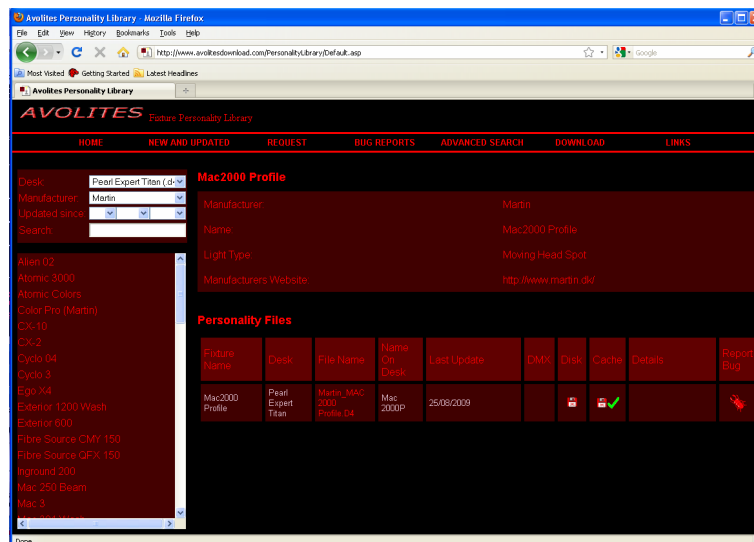 Avolites Personality Library - Mozilla Firefox
File Edit View History Bookmarks Tools Help
http://www.avolitesdownload.com/PersonalityLibrary/Default.asp
Google
Most Visited Getting Started Latest Headlines
Avolites Personality Library
AVOLITES Fixture Personality Library
HOME NEW AND UPDATED REQUEST BUG REPORTS ADVANCED SEARCH DOWNLOAD LINKS
Desk: Pearl Expert Titan (.d
Manufacturer: Martin
Updated since:
Search:
Alien 02
Atomic 3000
Atomic Colors
Color Pro (Martin)
CX-10
CX-2
Cyclo 04
Cyclo 3
Ego X4
Exterior 1200 Wash
Exterior 600
Fibre Source CMY 150
Fibre Source QFX 150
Inground 200
Mac 250 Beam
Mac 3
Mac2000 Profile
Manufacturer: Martin
Name: Mac2000 Profile
Light Type: Moving Head Spot
Manufacturers Website: http://www.martin.dk/
Personality Files
Fixture Name Desk File Name Name On Desk Last Update DMX Disk Cache Details Report Bug
Mac2000 Profile Pearl Expert Titan Martin_MAC 2000 Profile.D4 Mac 2000P 25/08/2009
Done